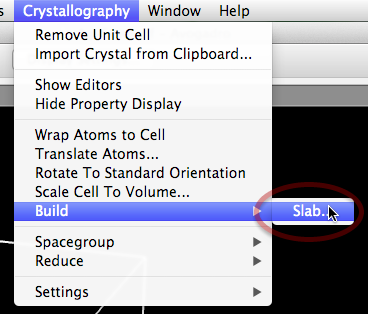 s Crystallography Window Help
Remove Unit Cell
Import Crystal from Clipboard...
Show Editors
Hide Property Display
Wrap Atoms to Cell
Translate Atoms...
Rotate To Standard Orientation
Scale Cell To Volume...
Build Slab...
Spacegroup
Reduce
Settings